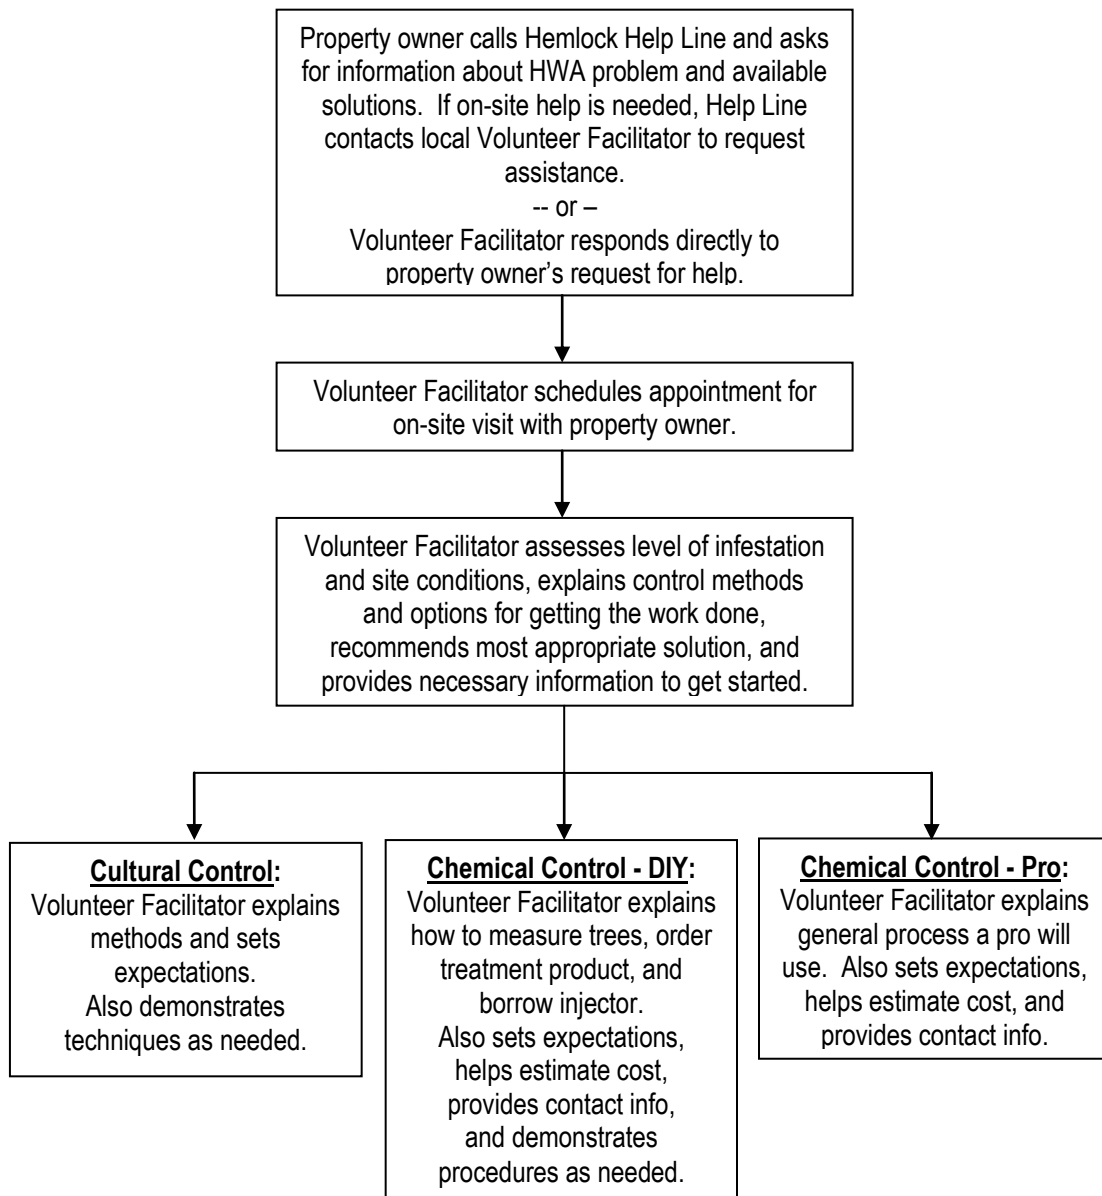 Property owner calls Hemlock Help Line and asks
for information about HWA problem and available
solutions.  If on-site help is needed, Help Line
contacts local Volunteer Facilitator to request
assistance.
-- or –
Volunteer Facilitator responds directly to
property owner’s request for help.
Volunteer Facilitator schedules appointment for
on-site visit with property owner.
Volunteer Facilitator assesses level of infestation
and site conditions, explains control methods
and options for getting the work done,
recommends most appropriate solution, and
provides necessary information to get started.
Cultural Control:
Volunteer Facilitator explains
methods and sets
expectations.
Also demonstrates
techniques as needed.
Chemical Control - DIY:
Volunteer Facilitator explains
how to measure trees, order
treatment product, and
borrow injector.
Also sets expectations,
helps estimate cost,
provides contact info,
and demonstrates
procedures as needed.
Chemical Control - Pro:
Volunteer Facilitator explains
general process a pro will
use.  Also sets expectations,
helps estimate cost, and
provides contact info.